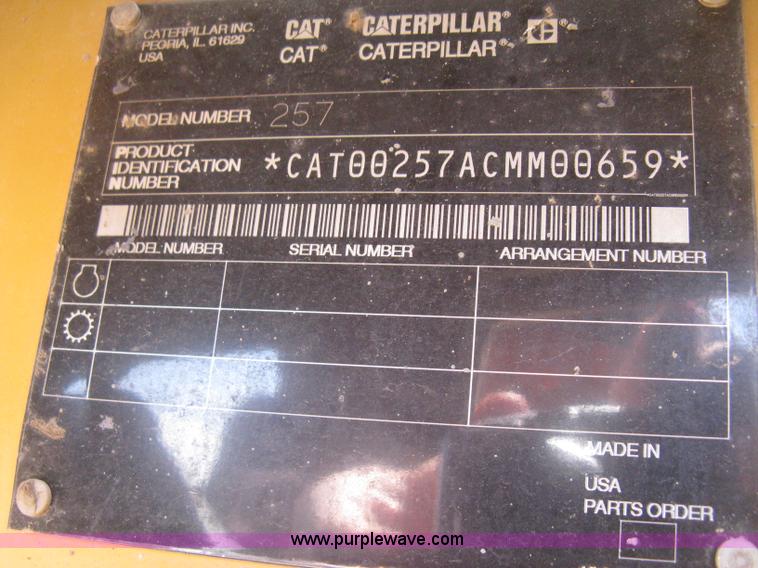 CATERPILLAR INC.
PEORIA, IL. 61629
USA
CAT® CATERPILLAR® ®
CAT® CATERPILLAR®
MODEL NUMBER 257
PRODUCT
IDENTIFICATION
NUMBER
*CAT00257ACMM00659*
MODEL NUMBER SERIAL NUMBER ARRANGEMENT NUMBER
MADE IN
USA
PARTS ORDER
www.purplewave.com